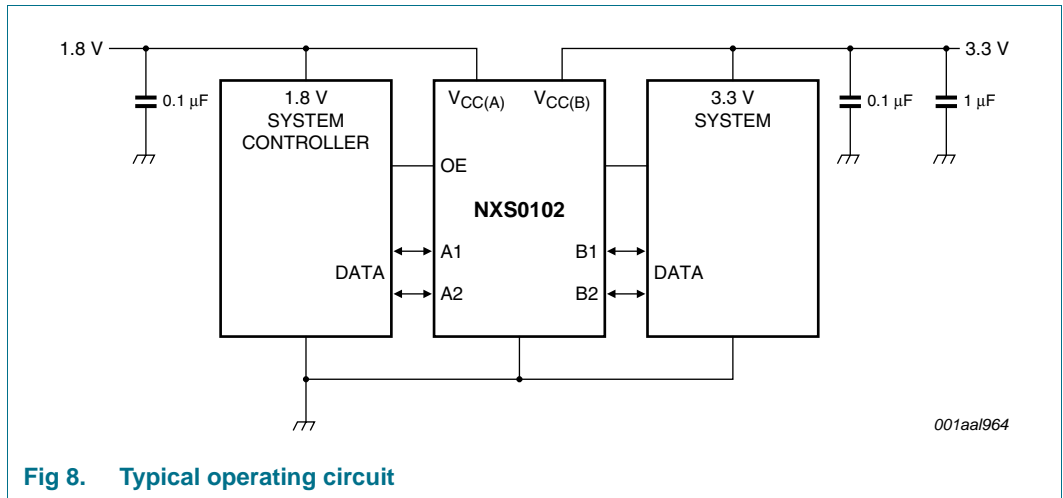 1.8 V
3.3 V
0.1 μF
1.8 V
SYSTEM
CONTROLLER
DATA
VCC(A)
VCC(B)
OE
NXS0102
A1
A2
B1
B2
3.3 V
SYSTEM
DATA
0.1 μF
1 μF
001aal964
Fig 8. Typical operating circuit